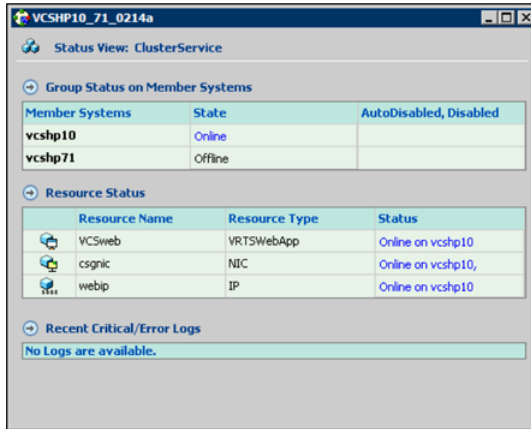 VCSHP10_71_0214a
Status View: ClusterService
Group Status on Member Systems
Member Systems State AutoDisabled, Disabled
vcshp10 Online
vcshp71 Offline
Resource Status
Resource Name Resource Type Status
VCSweb VRTSWebApp Online on vcshp10
csgnic NIC Online on vcshp10,
webip IP Online on vcshp10
Recent Critical/Error Logs
No Logs are available.